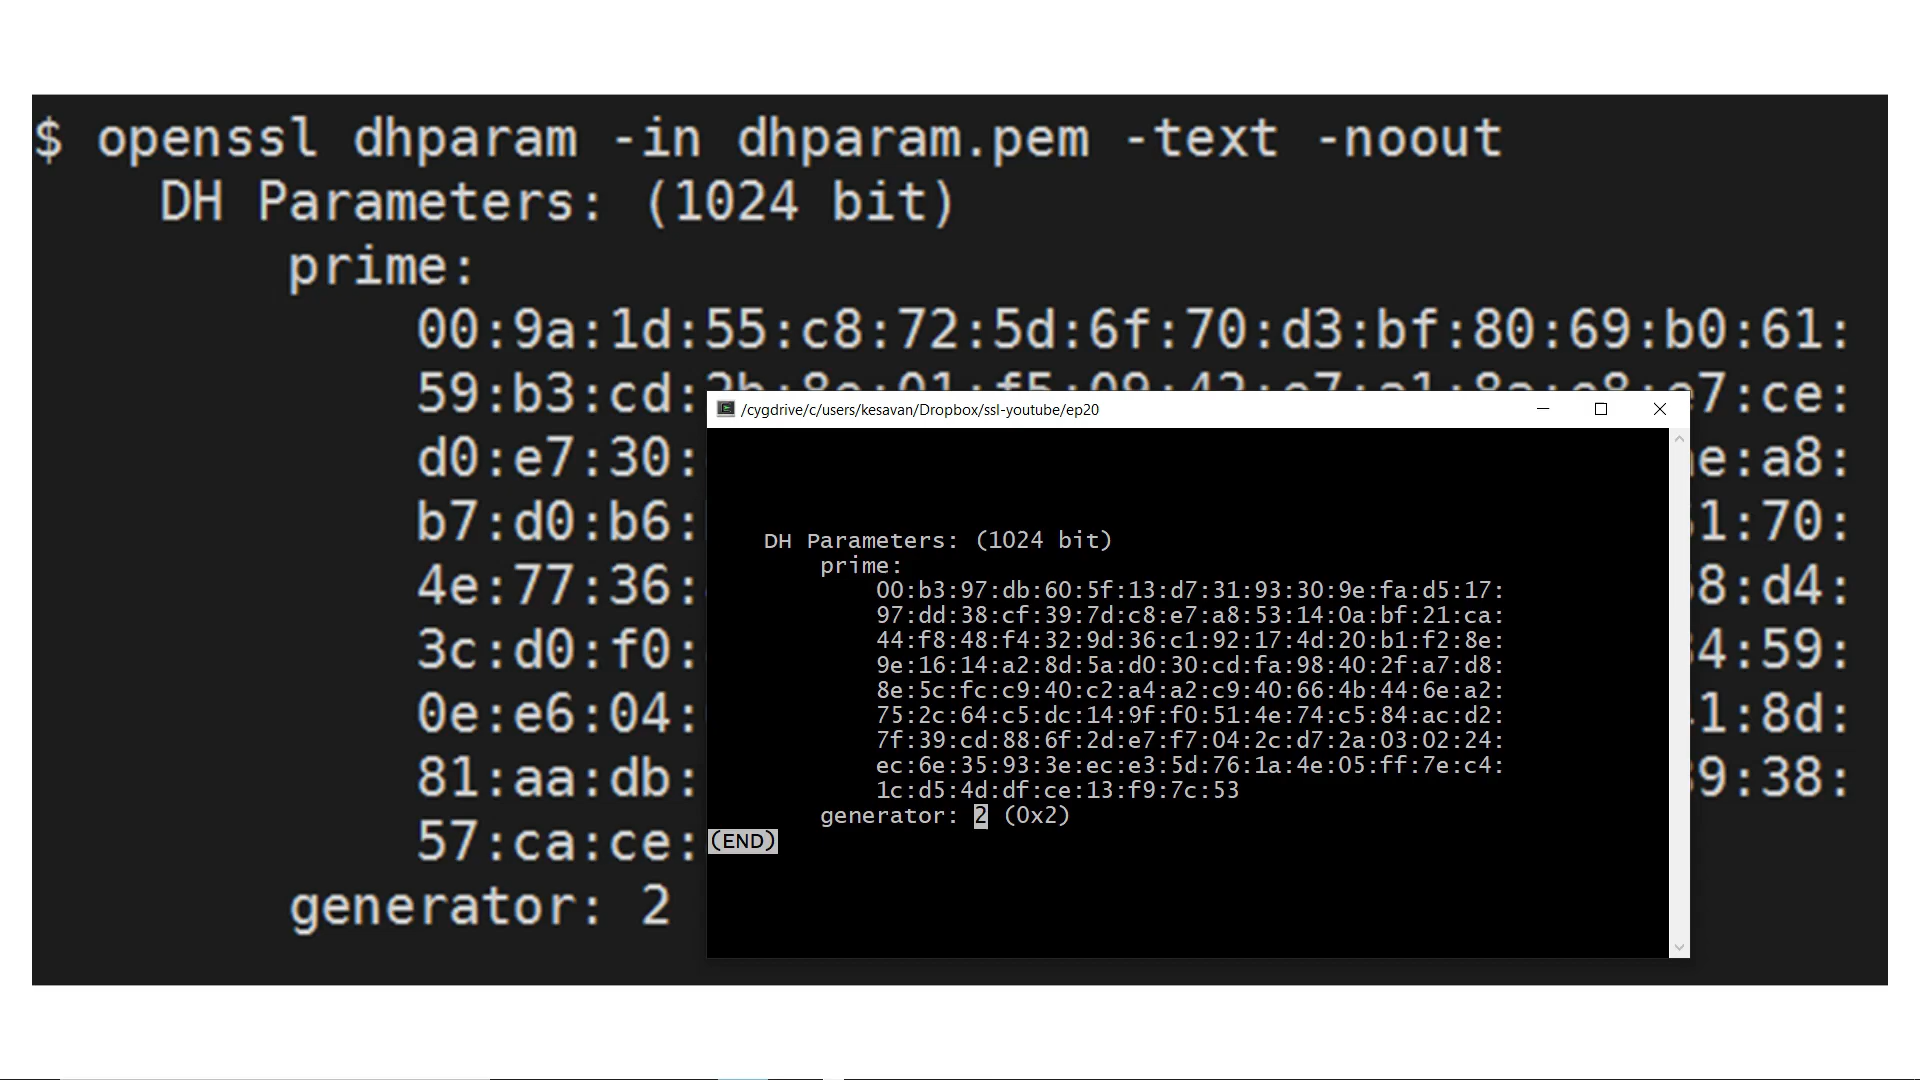 $ openssl dhparam -in dhparam.pem -text -noout
DH Parameters: (1024 bit)
prime:
00:9a:1d:55:c8:72:5d:6f:70:d3:bf:80:69:b0:61:
59:b3:cd: 7:ce:
d0:e7:30: e:a8:
b7:d0:b6: 1:70:
4e:77:36: 8:d4:
3c:d0:f0: 4:59:
0e:e6:04: 1:8d:
81:aa:db: 9:38:
57:ca:ce:
generator: 2
/cygdrive/c/users/kesavan/Dropbox/ssl-youtube/ep20
DH Parameters: (1024 bit)
prime:
00:b3:97:db:60:5f:13:d7:31:93:30:9e:fa:d5:17:
97:dd:38:cf:39:7d:c8:e7:a8:53:14:0a:bf:21:ca:
44:f8:48:f4:32:9d:36:c1:92:17:4d:20:b1:f2:8e:
9e:16:14:a2:8d:5a:d0:30:cd:fa:98:40:2f:a7:d8:
8e:5c:fc:c9:40:c2:a4:a2:c9:40:66:4b:44:6e:a2:
75:2c:64:c5:dc:14:9f:f0:51:4e:74:c5:84:ac:d2:
7f:39:cd:88:6f:2d:e7:f7:04:2c:d7:2a:03:02:24:
ec:6e:35:93:3e:ec:e3:5d:76:1a:4e:05:ff:7e:c4:
1c:d5:4d:df:ce:13:f9:7c:53
generator: 2 (0x2)
(END)